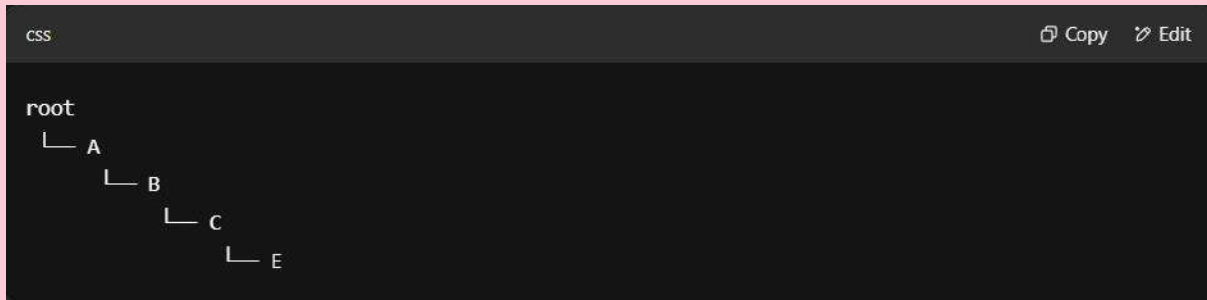 css Copy Edit
root
└── A
└── B
└── C
└── E